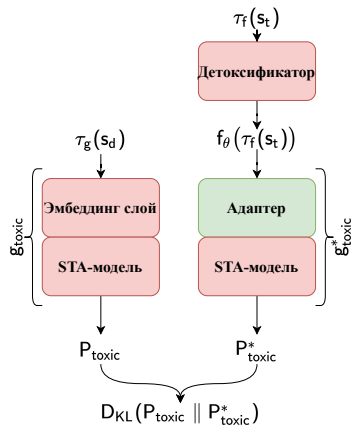 τ_f(s_t)
Детоксификатор
τ_g(s_d)
f_θ(τ_f(s_t))
g_toxic
Эмбеддинг слой
STA-модель
Адаптер
STA-модель
g*_toxic
P_toxic
P*_toxic
D_KL(P_toxic ∥ P*_toxic)